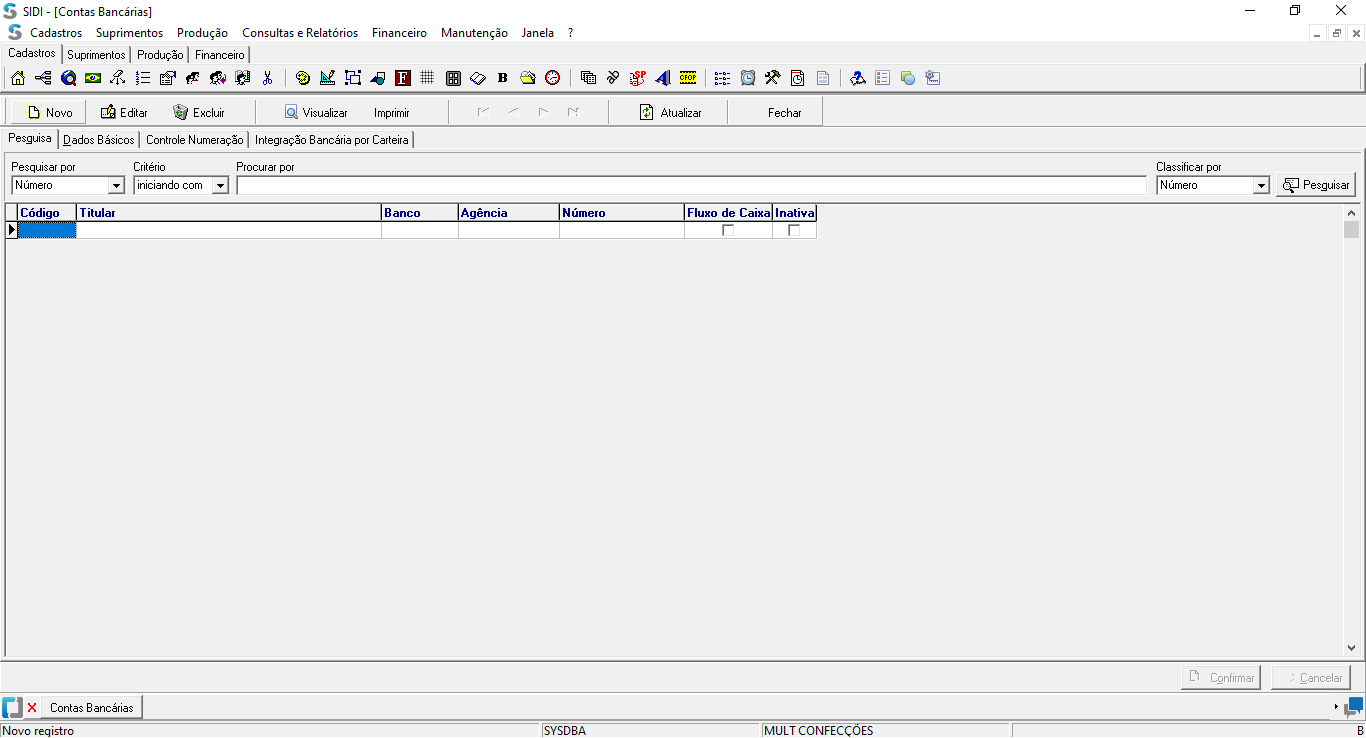 SIDI - [Contas Bancárias]
Cadastros Suprimentos Produção Consultas e Relatórios Financeiro Manutenção Janela ?
Cadastros Suprimentos Produção Financeiro
F B SP CFOP
Novo Editar Excluir Visualizar Imprimir Atualizar Fechar
Pesquisa Dados Básicos Controle Numeração Integração Bancária por Carteira
Pesquisar por Critério Procurar por Classificar por
Número iniciando com Número Pesquisar
Código Titular Banco Agência Número Fluxo de Caixa Inativa
Confirmar Cancelar
Contas Bancárias
Novo registro SYSDBA MULT CONFECÇÕES B